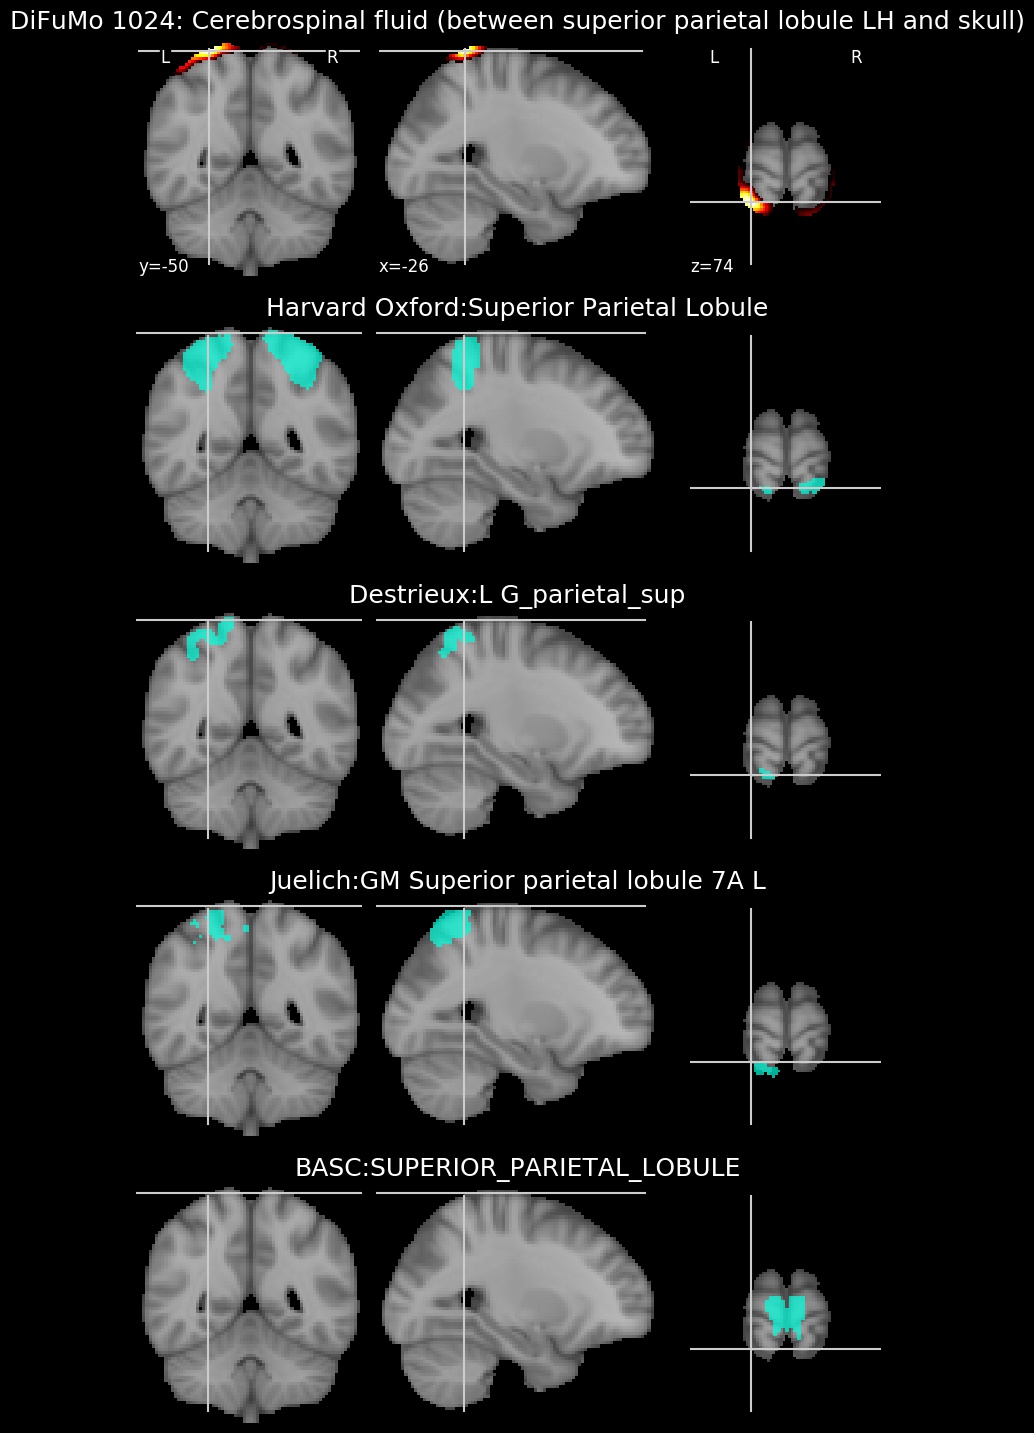 DiFuMo 1024: Cerebrospinal fluid (between superior parietal lobule LH and skull)
L R L R
y=-50 x=-26 z=74
Harvard Oxford:Superior Parietal Lobule
Destrieux:L G_parietal_sup
Juelich:GM Superior parietal lobule 7A L
BASC:SUPERIOR_PARIETAL_LOBULE